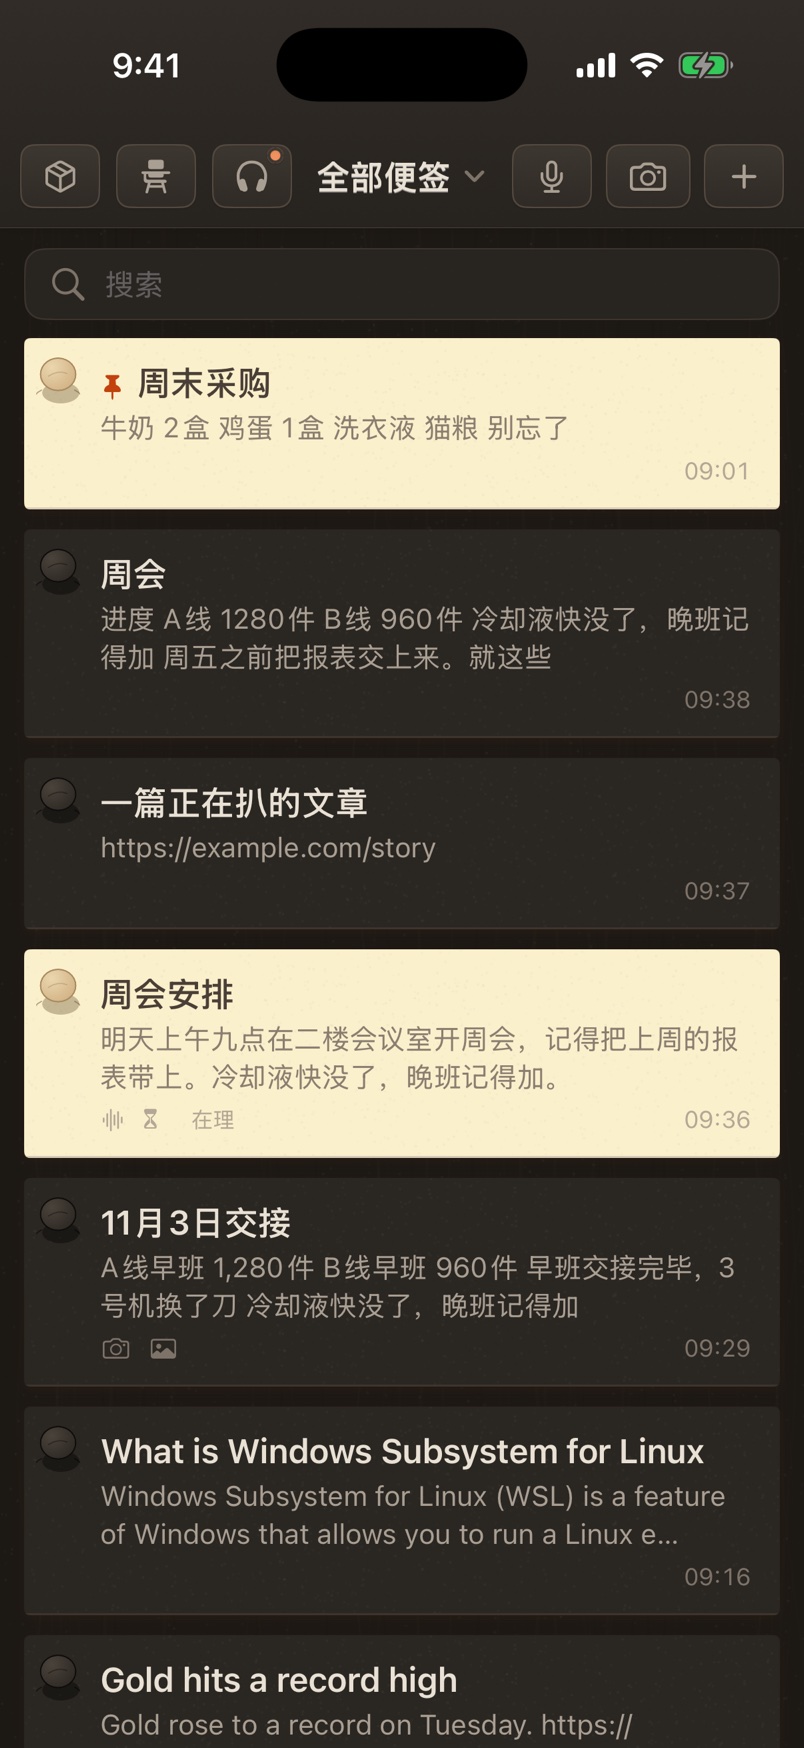 9:41
全部便签
搜索
周末采购
牛奶 2盒 鸡蛋 1盒 洗衣液 猫粮 别忘了
09:01
周会
进度 A线 1280件 B线 960件 冷却液快没了，晚班记
得加 周五之前把报表交上来。就这些
09:38
一篇正在扒的文章
https://example.com/story
09:37
周会安排
明天上午九点在二楼会议室开周会，记得把上周的报
表带上。冷却液快没了，晚班记得加。
在理
09:36
11月3日交接
A线早班 1,280件 B线早班 960件 早班交接完毕，3
号机换了刀 冷却液快没了，晚班记得加
09:29
What is Windows Subsystem for Linux
Windows Subsystem for Linux (WSL) is a feature
of Windows that allows you to run a Linux e...
09:16
Gold hits a record high
Gold rose to a record on Tuesday. https://